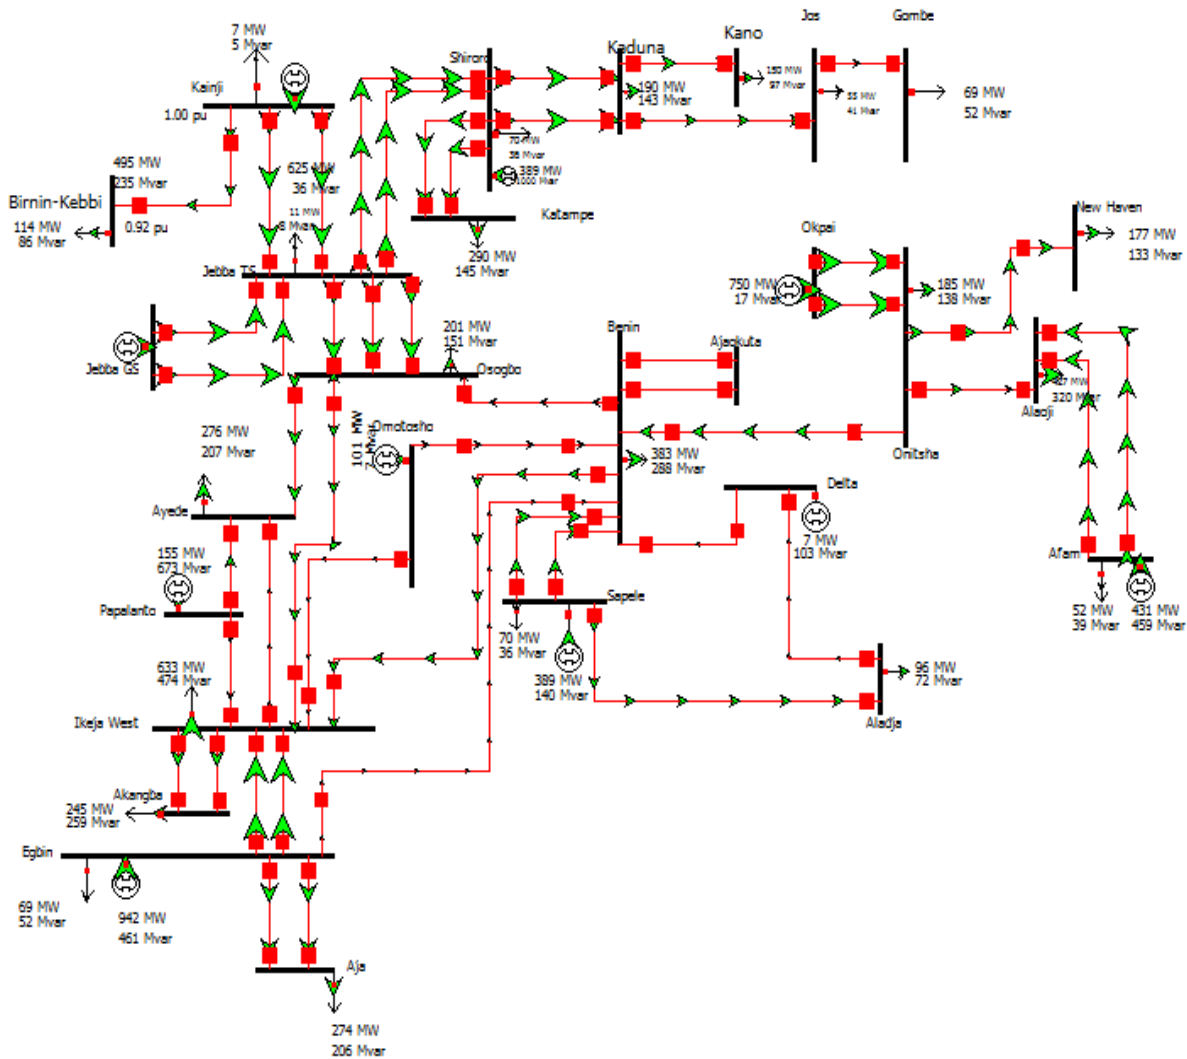 7 MW
5 Mvar
Kainji
1.00 pu
495 MW
235 Mvar
Birnin-Kebbi
114 MW
86 Mvar
0.92 pu
625 MW
36 Mvar
11 MW
8 Mvar
Jebba TS
Jebba GS
Shiroro
70 MW
36 Mvar
389 MW
1000 Mvar
Katampe
290 MW
145 Mvar
Kaduna
190 MW
143 Mvar
Kano
150 MW
97 Mvar
Jos
55 MW
41 Mvar
Gombe
69 MW
52 Mvar
New Haven
177 MW
133 Mvar
Okpai
750 MW
17 Mvar
185 MW
138 Mvar
Onitsha
Alaoji
320 Mvar
Afam
52 MW
39 Mvar
431 MW
459 Mvar
201 MW
151 Mvar
Osogbo
Benin
Ajaokuta
383 MW
288 Mvar
Omotosho
101 MW
Delta
7 MW
103 Mvar
276 MW
207 Mvar
Ayede
155 MW
673 Mvar
Papalanto
Sapele
70 MW
36 Mvar
389 MW
140 Mvar
96 MW
72 Mvar
Aladja
633 MW
474 Mvar
Ikeja West
Akangba
245 MW
259 Mvar
Egbin
69 MW
52 Mvar
942 MW
461 Mvar
Aja
274 MW
206 Mvar